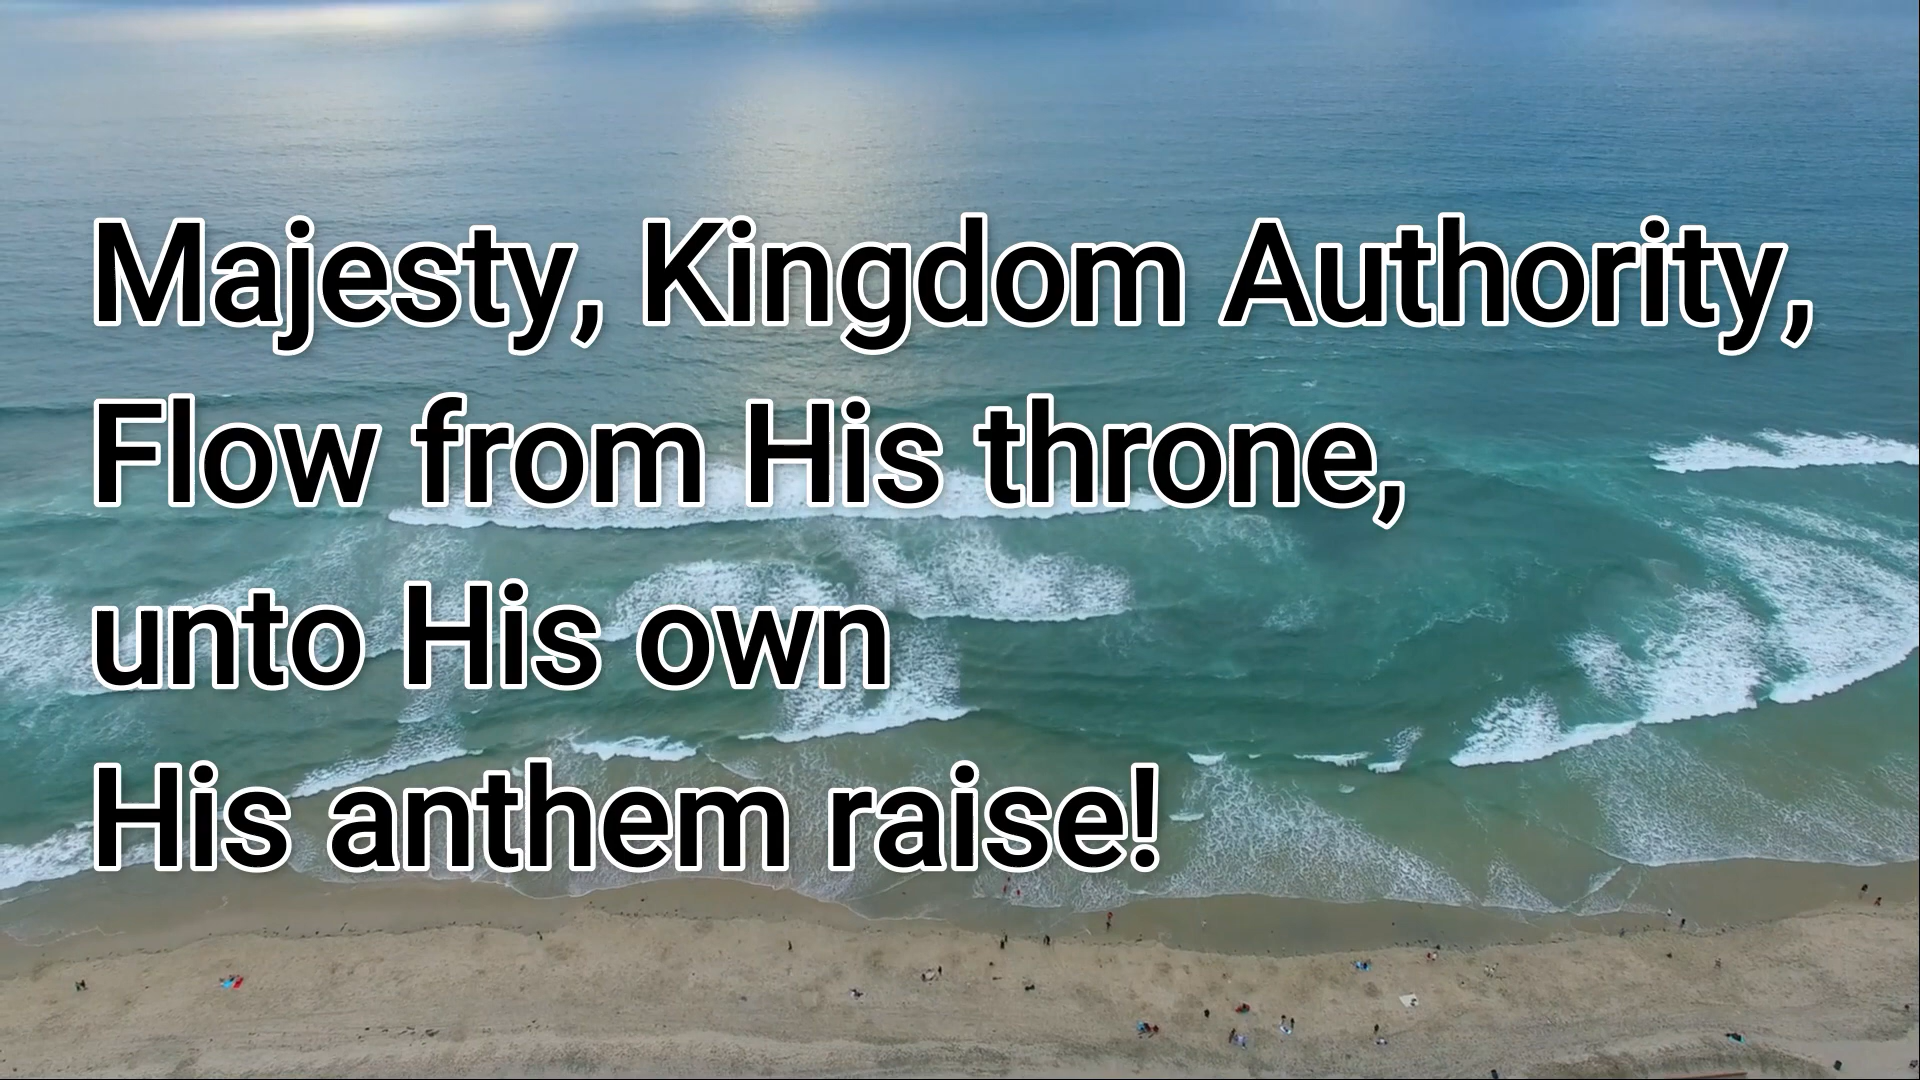 Majesty, Kingdom Authority,
Flow from His throne,
unto His own
His anthem raise!